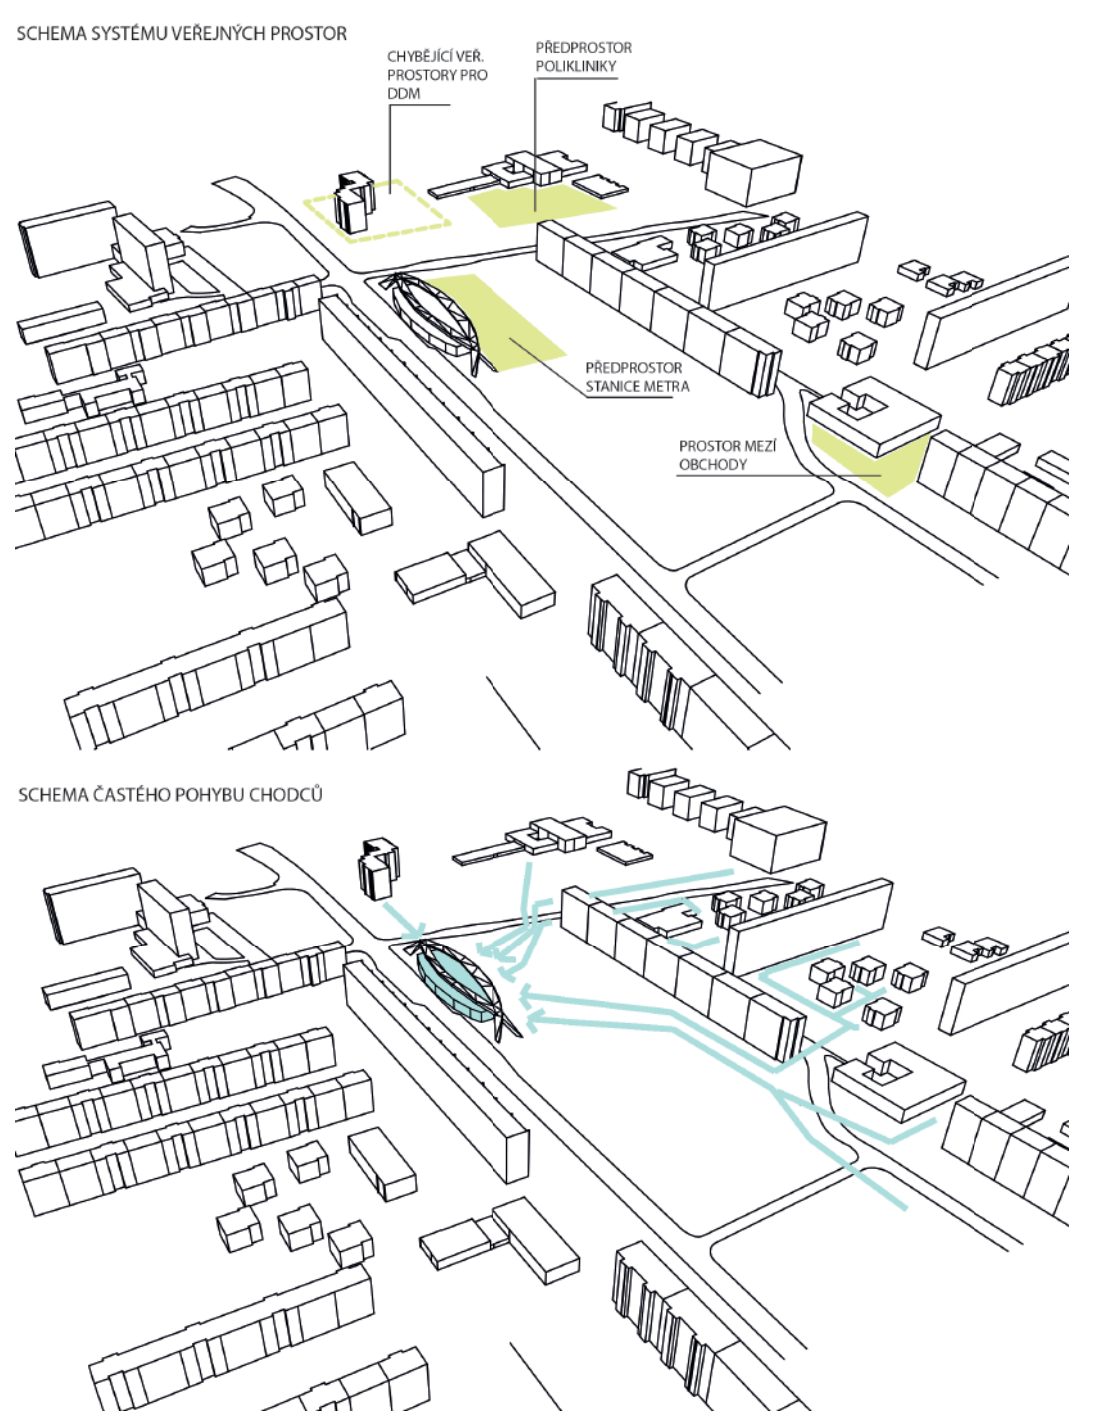 SCHEMA SYSTÉMU VEŘEJNÝCH PROSTOR
CHYBĚJÍCÍ VEŘ.
PROSTORY PRO
DDM
PŘEDPROSTOR
POLIKLINIKY
PŘEDPROSTOR
STANICE METRA
PROSTOR MEZÍ
OBCHODY
SCHEMA ČASTÉHO POHYBU CHODCŮ